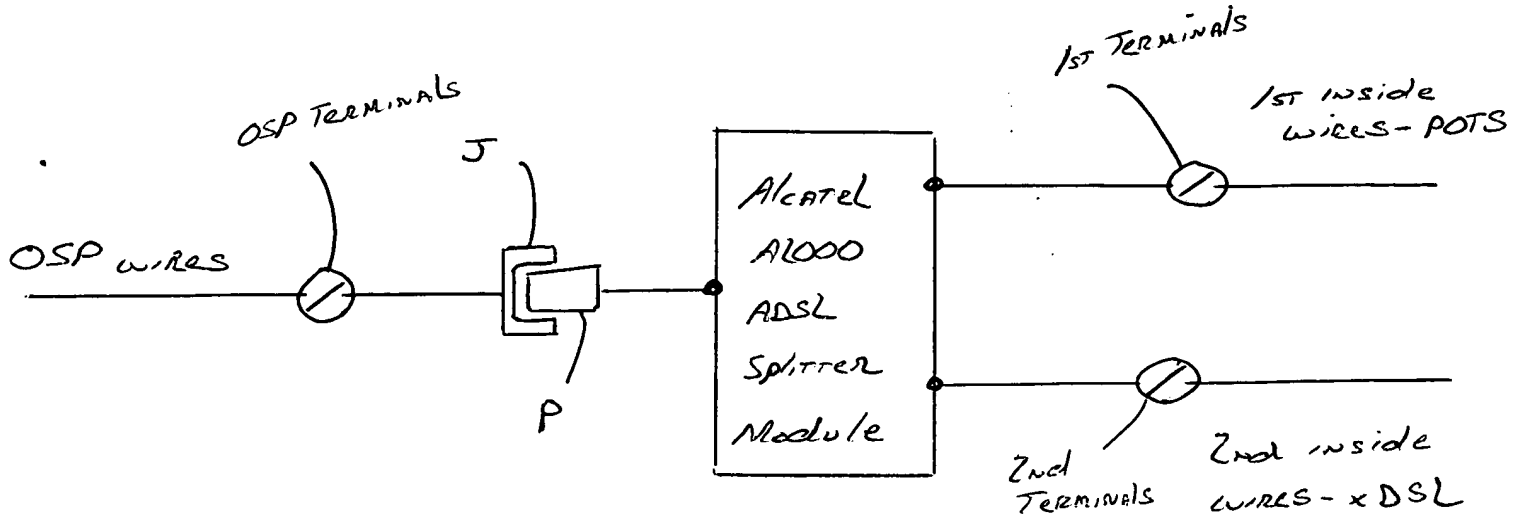 OSP TERMINALS
J
OSP WIRES
P
Alcatel
A1000
ADSL
Splitter
Module
1ST TERMINALS
1ST inside
wires - POTS
2nd
TERMINALS
2nd inside
wires - xDSL